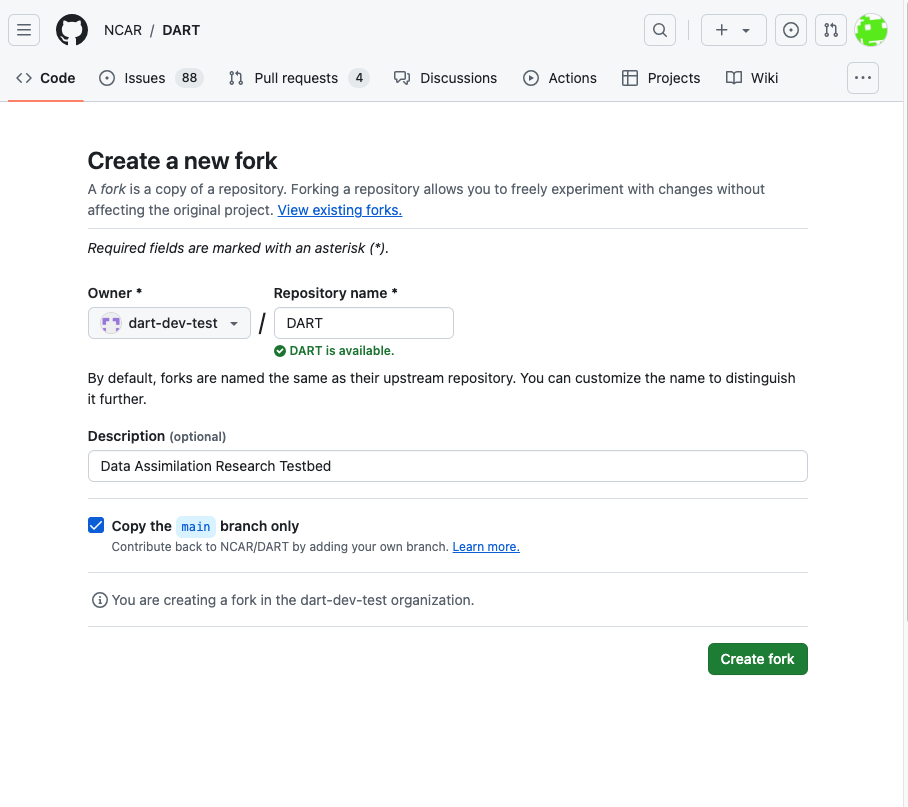 NCAR / DART
Code Issues 88 Pull requests 4 Discussions Actions Projects Wiki
Create a new fork
A fork is a copy of a repository. Forking a repository allows you to freely experiment with changes without
affecting the original project. View existing forks.
Required fields are marked with an asterisk (*).
Owner * Repository name *
dart-dev-test / DART
DART is available.
By default, forks are named the same as their upstream repository. You can customize the name to distinguish
it further.
Description (optional)
Data Assimilation Research Testbed
Copy the main branch only
Contribute back to NCAR/DART by adding your own branch. Learn more.
You are creating a fork in the dart-dev-test organization.
Create fork